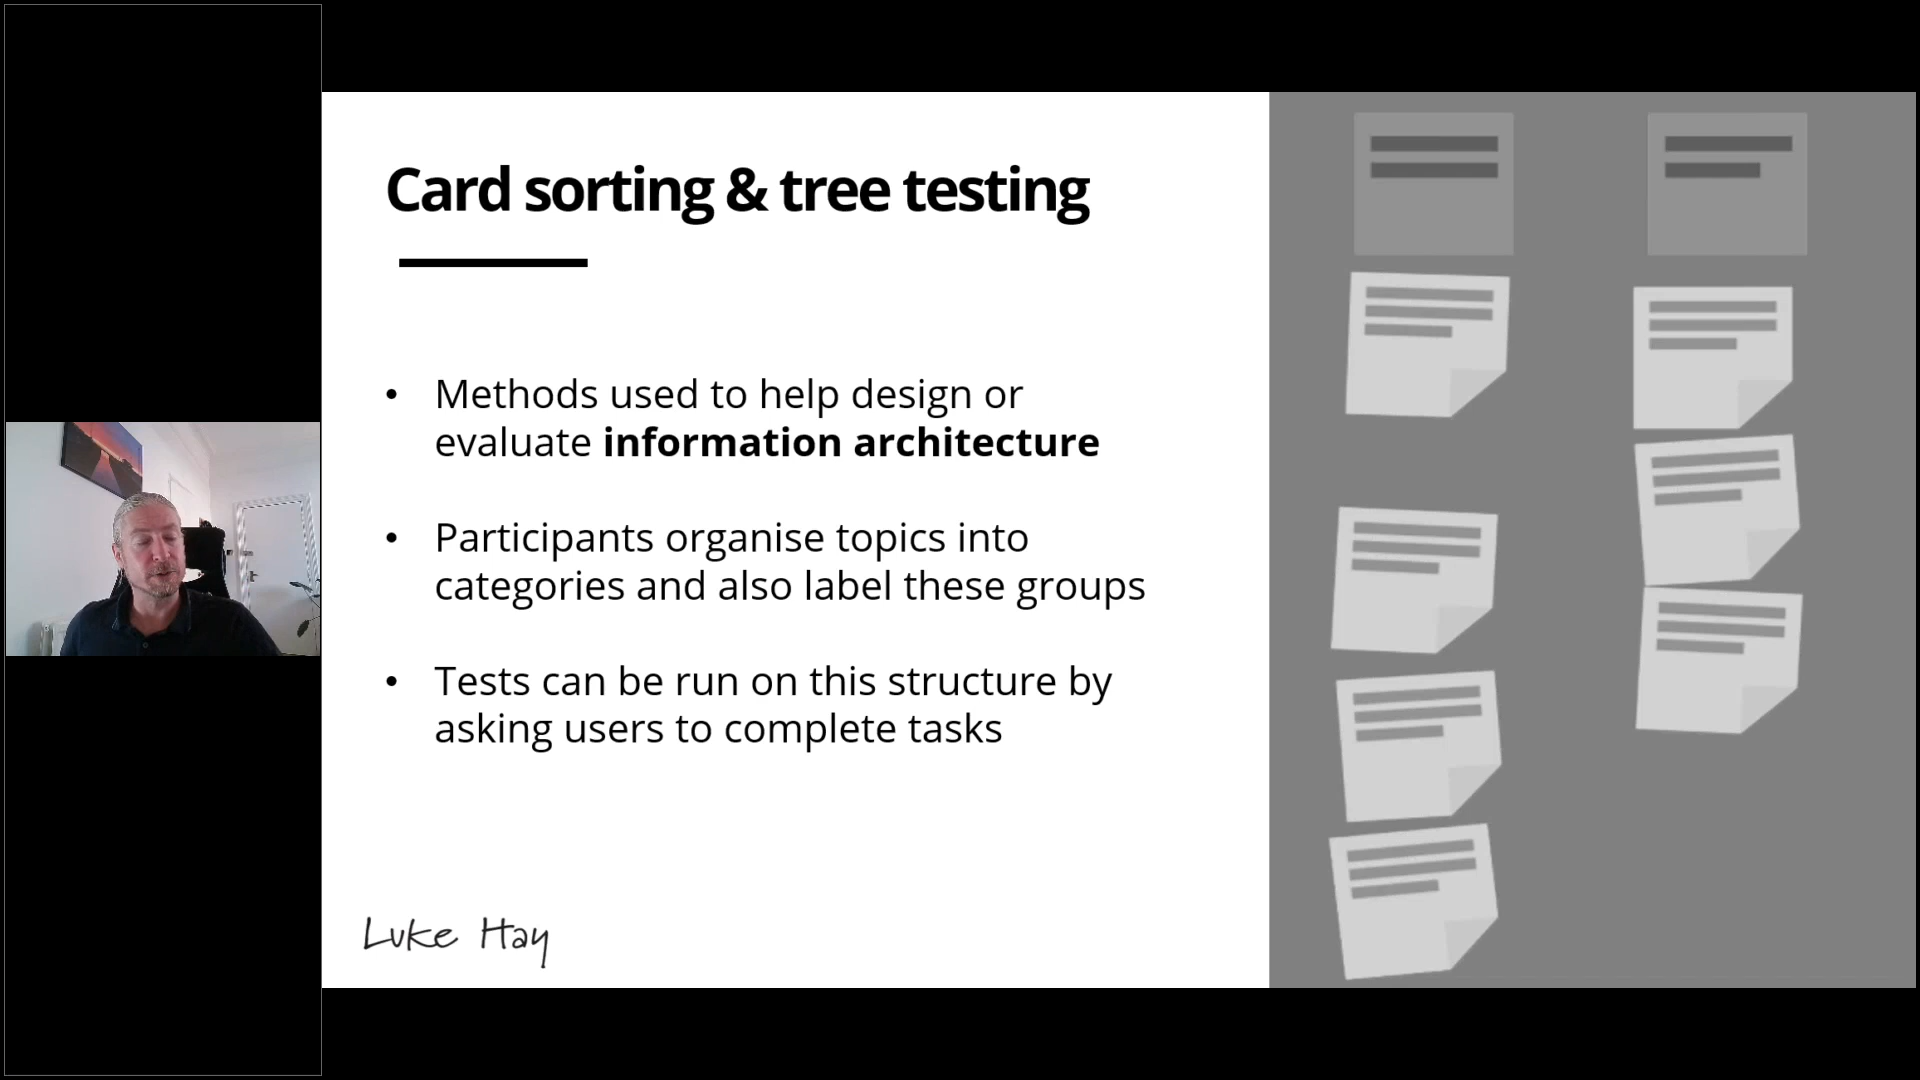 Card sorting & tree testing
• Methods used to help design or
evaluate information architecture
• Participants organise topics into
categories and also label these groups
• Tests can be run on this structure by
asking users to complete tasks
Luke Hay